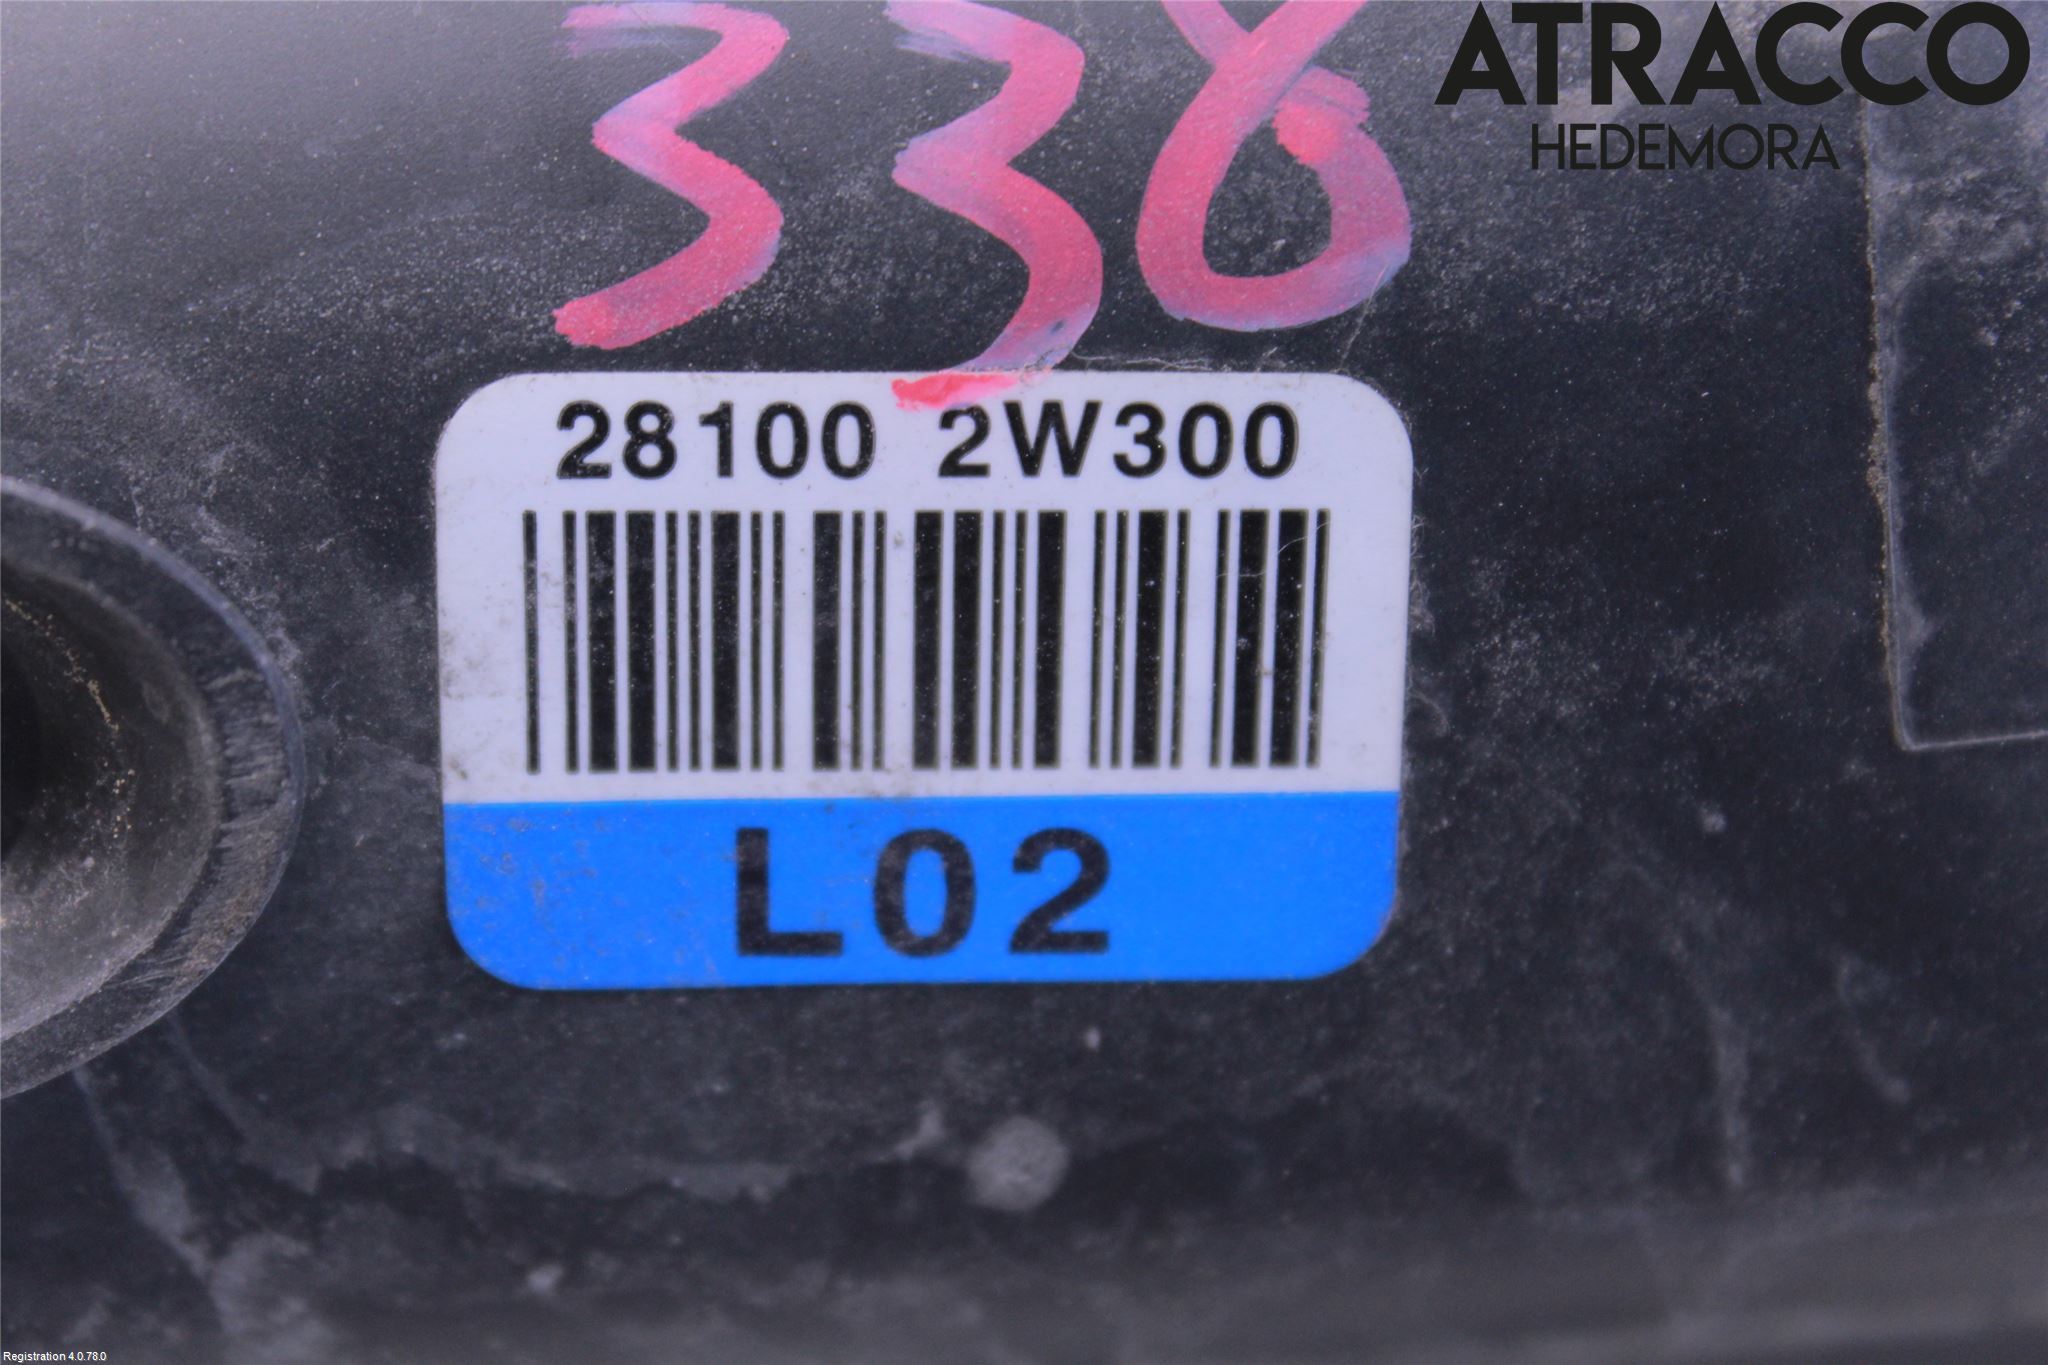 ATRACCO
HEDEMORA
338
28100 2W300
L02
Registration 4.0.78.0